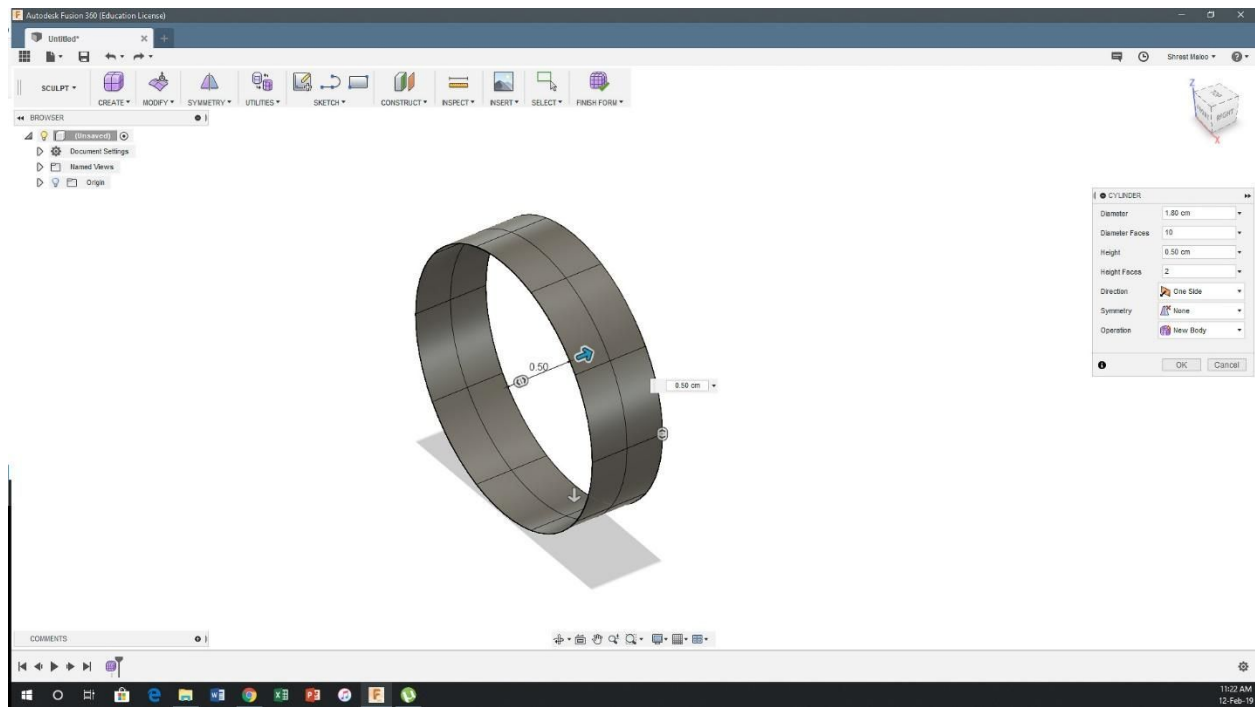 Autodesk Fusion 360 (Education License)
Untitled*
Shrest Maloo
SCULPT
CREATE MODIFY SYMMETRY UTILITIES SKETCH CONSTRUCT INSPECT INSERT SELECT FINISH FORM
BROWSER
(Unsaved)
Document Settings
Named Views
Origin
Z
RIGHT
X
CYLINDER
Diameter 1.80 cm
Diameter Faces 10
Height 0.50 cm
Height Faces 2
Direction One Side
Symmetry None
Operation New Body
OK Cancel
0.50
0.50 cm
COMMENTS
11:22 AM
12-Feb-19